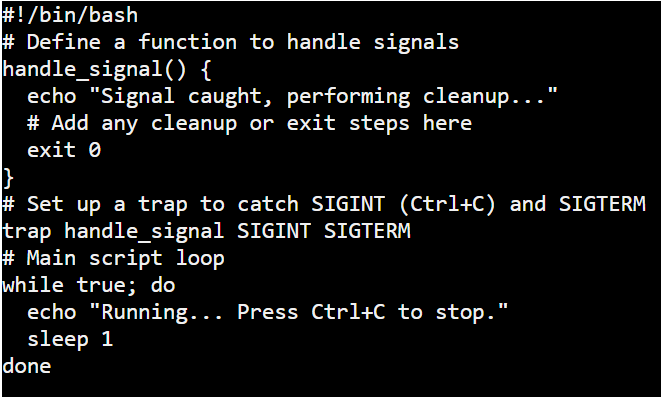 #!/bin/bash
# Define a function to handle signals
handle_signal() {
  echo "Signal caught, performing cleanup..."
  # Add any cleanup or exit steps here
  exit 0
}
# Set up a trap to catch SIGINT (Ctrl+C) and SIGTERM
trap handle_signal SIGINT SIGTERM
# Main script loop
while true; do
  echo "Running... Press Ctrl+C to stop."
  sleep 1
done